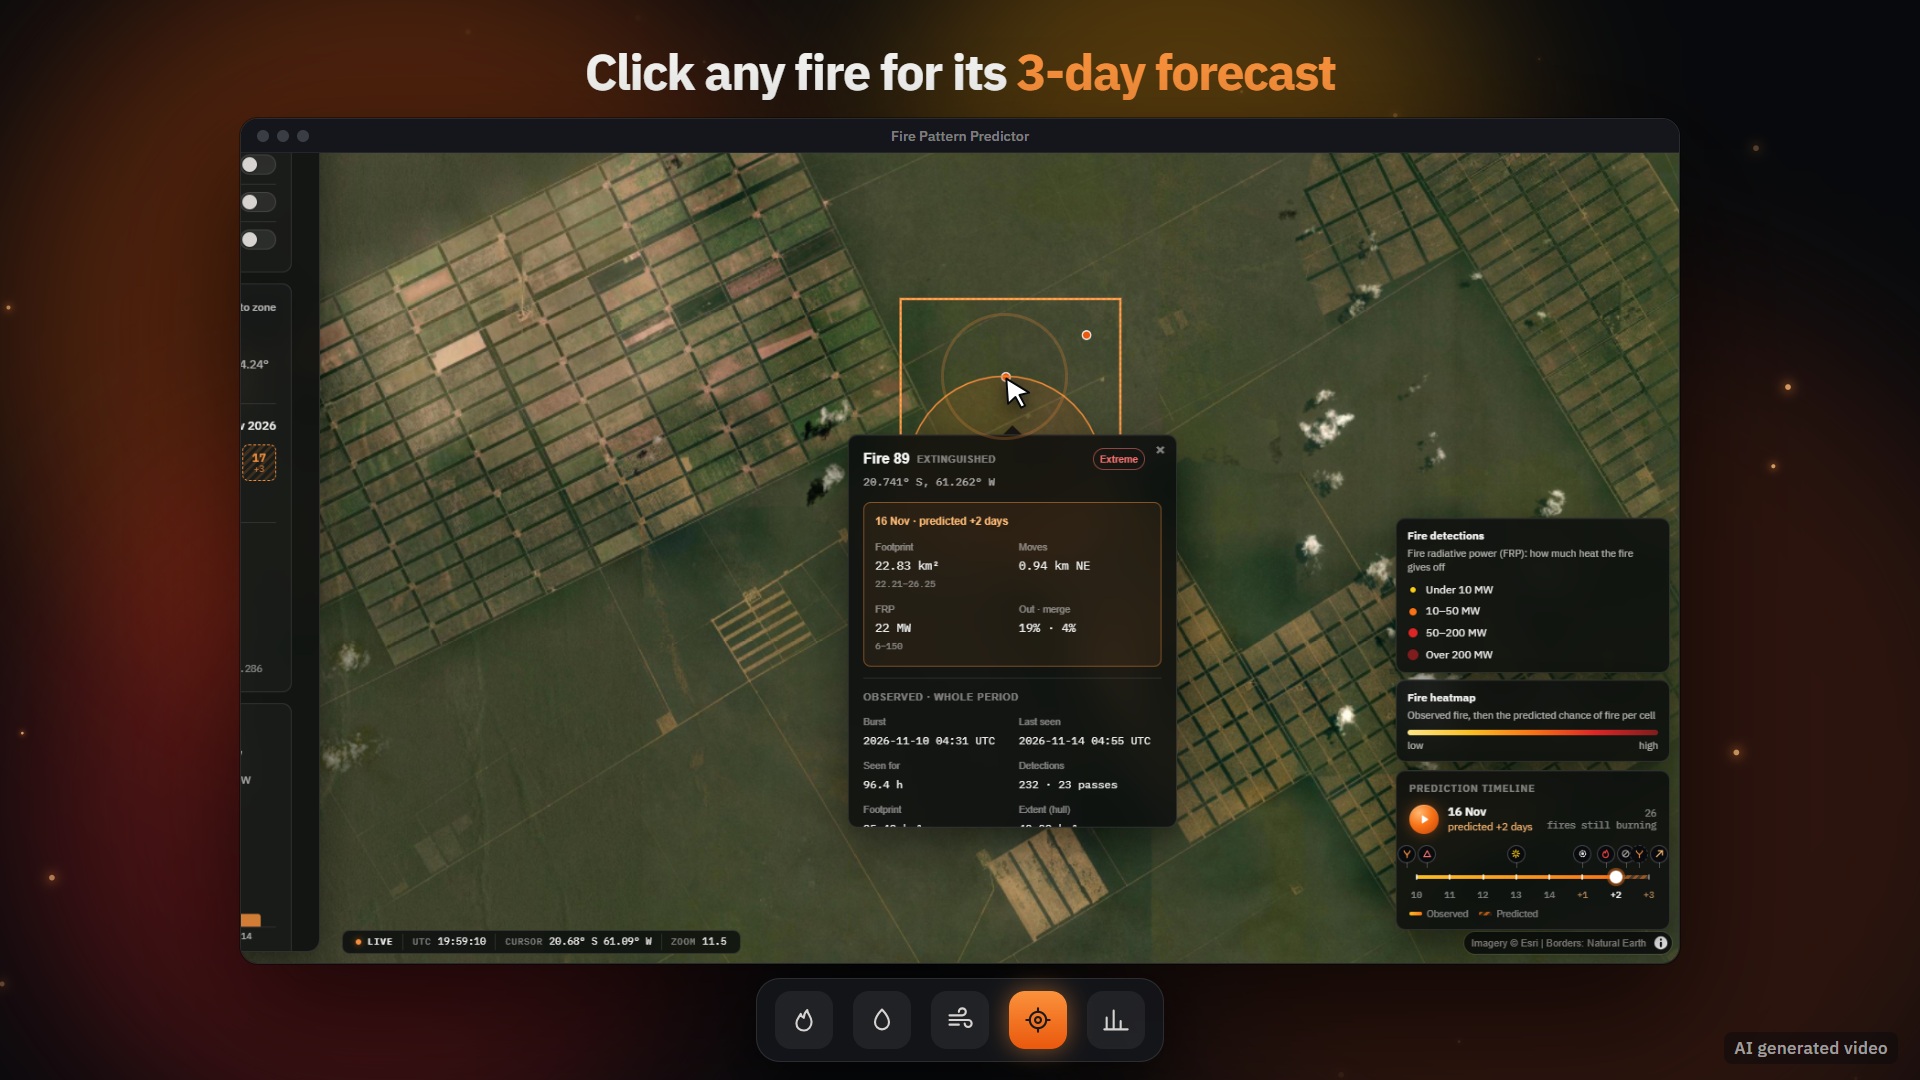 Click any fire for its 3-day forecast
Fire Pattern Predictor
to zone
4.24°
2026
17
+3
W
14
Fire 89 EXTINGUISHED
Extreme
20.741° S, 61.262° W
16 Nov · predicted +2 days
Footprint
Moves
22.83 km²
0.94 km NE
22.21–26.25
FRP
Out · merge
22 MW
19% · 4%
6–150
OBSERVED · WHOLE PERIOD
Burst
Last seen
2026-11-10 04:31 UTC
2026-11-14 04:55 UTC
Seen for
Detections
96.4 h
232 · 23 passes
Footprint
Extent (hull)
Fire detections
Fire radiative power (FRP): how much heat the fire
gives off
Under 10 MW
10–50 MW
50–200 MW
Over 200 MW
Fire heatmap
Observed fire, then the predicted chance of fire per cell
low
high
PREDICTION TIMELINE
16 Nov
predicted +2 days
26
fires still burning
10 11 12 13 14 +1 +2 +3
Observed
Predicted
LIVE UTC 19:59:10 CURSOR 20.68° S 61.09° W ZOOM 11.5
Imagery © Esri | Borders: Natural Earth
AI generated video